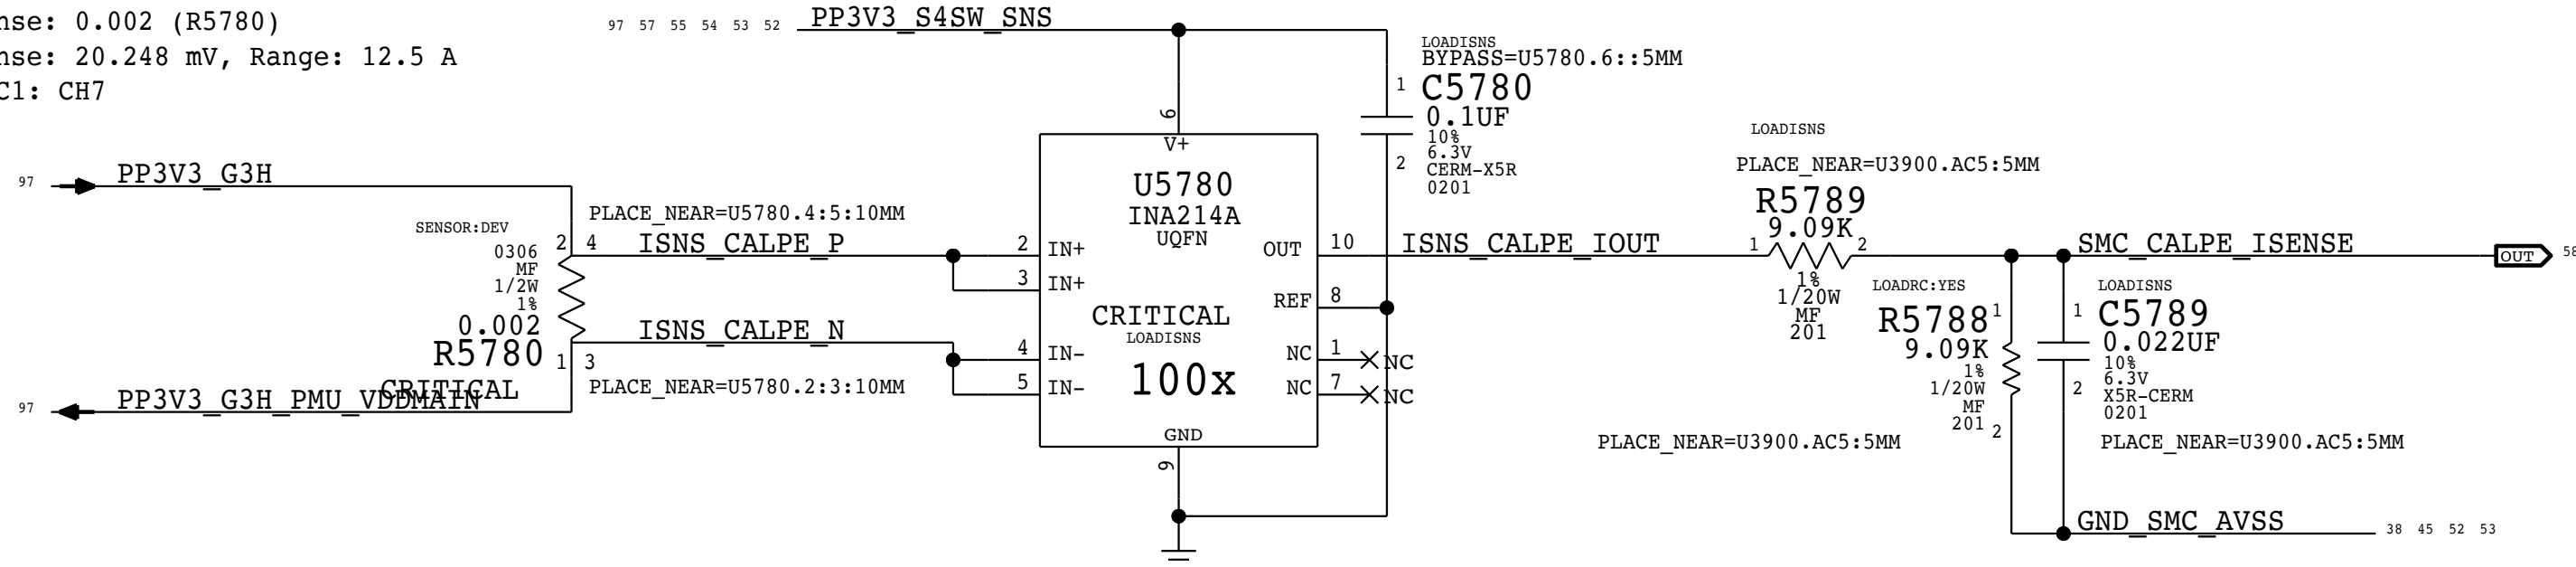 nse: 0.002 (R5780)
nse: 20.248 mV, Range: 12.5 A
C1: CH7
97 57 55 54 53 52 PP3V3_S4SW_SNS
LOADISNS
BYPASS=U5780.6::5MM
1 C5780
0.1UF
10%
6.3V
2 CERM-X5R
0201
97 PP3V3_G3H
SENSOR:DEV
0306
MF
1/2W
1%
0.002
R5780
CRITICAL
2 4
1 3
PLACE_NEAR=U5780.4:5:10MM
ISNS_CALPE_P
ISNS_CALPE_N
PLACE_NEAR=U5780.2:3:10MM
97 PP3V3_G3H_PMU_VDDMAIN
6
V+
U5780
INA214A
UQFN
2 IN+
3 IN+
4 IN-
5 IN-
CRITICAL
LOADISNS
100x
OUT 10
REF 8
NC 1 NC
NC 7 NC
GND
9
ISNS_CALPE_IOUT
LOADISNS
PLACE_NEAR=U3900.AC5:5MM
R5789
9.09K
1 2
1%
1/20W
MF
201
SMC_CALPE_ISENSE
OUT 58
LOADRC:YES
R5788 1
9.09K
1%
1/20W
MF
201 2
PLACE_NEAR=U3900.AC5:5MM
LOADISNS
1 C5789
0.022UF
10%
6.3V
2 X5R-CERM
0201
PLACE_NEAR=U3900.AC5:5MM
GND_SMC_AVSS 38 45 52 53